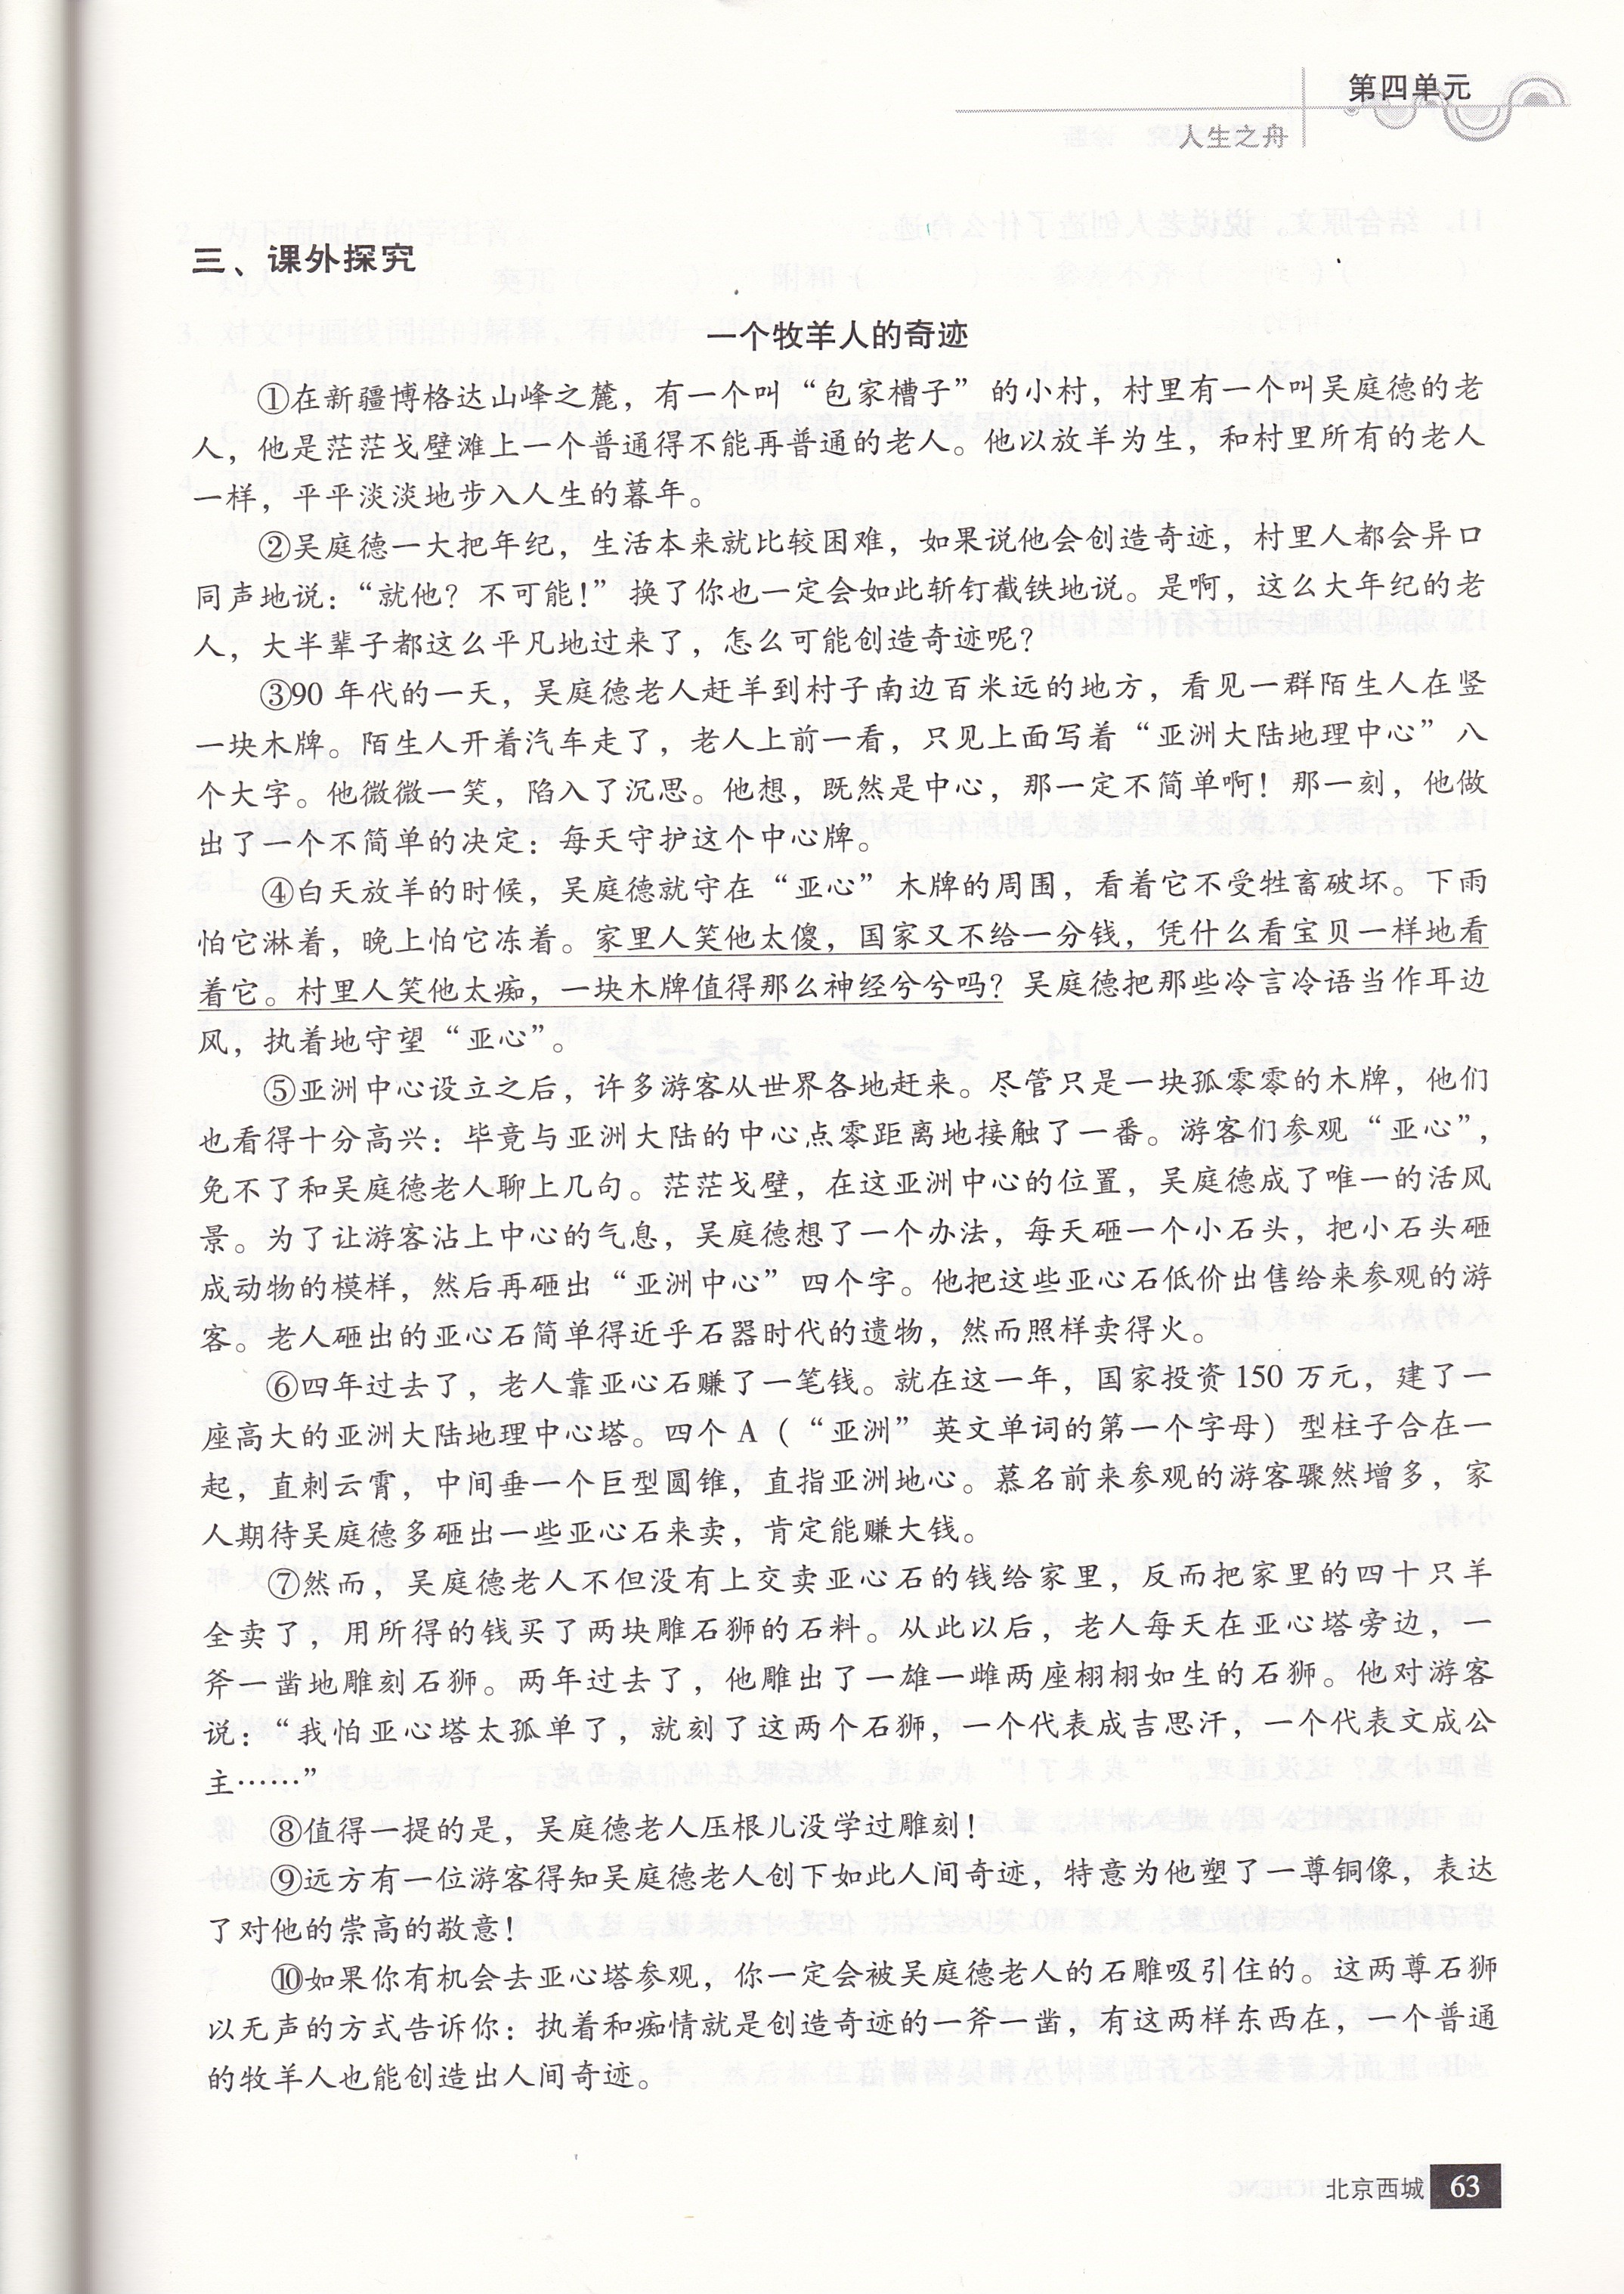 第四单元
人生之舟
三、课外探究
一个牧羊人的奇迹
①在新疆博格达山峰之麓，有一个叫“包家槽子”的小村，村里有一个叫吴庭德的老
人，他是茫茫戈壁滩上一个普通得不能再普通的老人。他以放羊为生，和村里所有的老人
一样，平平淡淡地步入人生的暮年。
②吴庭德一大把年纪，生活本来就比较困难，如果说他会创造奇迹，村里人都会异口
同声地说：“就他？不可能！”换了你也一定会如此斩钉截铁地说。是啊，这么大年纪的老
人，大半辈子都这么平凡地过来了，怎么可能创造奇迹呢？
③90 年代的一天，吴庭德老人赶羊到村子南边百米远的地方，看见一群陌生人在竖
一块木牌。陌生人开着汽车走了，老人上前一看，只见上面写着“亚洲大陆地理中心”八
个大字。他微微一笑，陷入了沉思。他想，既然是中心，那一定不简单啊！那一刻，他做
出了一个不简单的决定：每天守护这个中心牌。
④白天放羊的时候，吴庭德就守在“亚心”木牌的周围，看着它不受牲畜破坏。下雨
怕它淋着，晚上怕它冻着。家里人笑他太傻，国家又不给一分钱，凭什么看宝贝一样地看
着它。村里人笑他太痴，一块木牌值得那么神经兮兮吗？吴庭德把那些冷言冷语当作耳边
风，执着地守望“亚心”。
⑤亚洲中心设立之后，许多游客从世界各地赶来。尽管只是一块孤零零的木牌，他们
也看得十分高兴：毕竟与亚洲大陆的中心点零距离地接触了一番。游客们参观“亚心”，
免不了和吴庭德老人聊上几句。茫茫戈壁，在这亚洲中心的位置，吴庭德成了唯一的活风
景。为了让游客沾上中心的气息，吴庭德想了一个办法，每天砸一个小石头，把小石头砸
成动物的模样，然后再砸出“亚洲中心”四个字。他把这些亚心石低价出售给来参观的游
客。老人砸出的亚心石简单得近乎石器时代的遗物，然而照样卖得火。
⑥四年过去了，老人靠亚心石赚了一笔钱。就在这一年，国家投资 150 万元，建了一
座高大的亚洲大陆地理中心塔。四个 A（“亚洲”英文单词的第一个字母）型柱子合在一
起，直刺云霄，中间垂一个巨型圆锥，直指亚洲地心。慕名前来参观的游客骤然增多，家
人期待吴庭德多砸出一些亚心石来卖，肯定能赚大钱。
⑦然而，吴庭德老人不但没有上交卖亚心石的钱给家里，反而把家里的四十只羊
全卖了，用所得的钱买了两块雕石狮的石料。从此以后，老人每天在亚心塔旁边，一
斧一凿地雕刻石狮。两年过去了，他雕出了一雄一雌两座栩栩如生的石狮。他对游客
说：“我怕亚心塔太孤单了，就刻了这两个石狮，一个代表成吉思汗，一个代表文成公
主……”
⑧值得一提的是，吴庭德老人压根儿没学过雕刻！
⑨远方有一位游客得知吴庭德老人创下如此人间奇迹，特意为他塑了一尊铜像，表达
了对他的崇高的敬意！
⑩如果你有机会去亚心塔参观，你一定会被吴庭德老人的石雕吸引住的。这两尊石狮
以无声的方式告诉你：执着和痴情就是创造奇迹的一斧一凿，有这两样东西在，一个普通
的牧羊人也能创造出人间奇迹。
北京西城 63